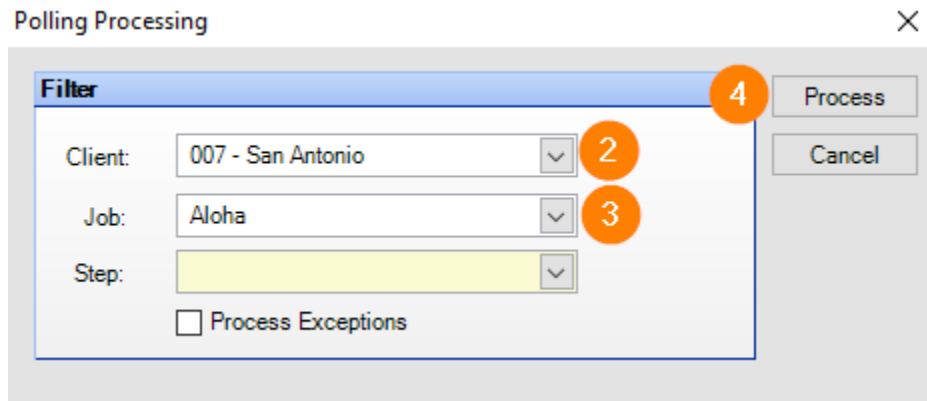 Polling Processing
Filter
4 Process
Client: 007 - San Antonio 2 Cancel
Job: Aloha 3
Step:
Process Exceptions